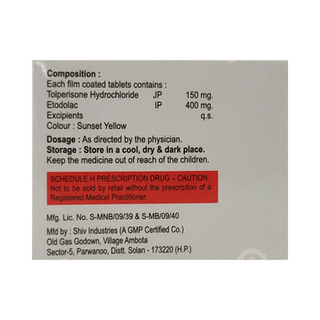 Composition :
Each film coated tablets contains :
Tolperisone Hydrochloride JP 150 mg.
Etodolac IP 400 mg.
Excipients q.s.
Colour : Sunset Yellow
Dosage : As directed by the physician.
Storage : Store in a cool, dry & dark place.
Keep the medicine out of reach of the children.
SCHEDULE H PRESCRIPTION DRUG – CAUTION
Not to be sold by retail without the prescription of a
Registered Medical Practitioner.
Mfg. Lic. No. S-MNB/09/39 & S-MB/09/40
Mfd by : Shiv Industries (A GMP Certified Co.)
Old Gas Godown, Village Ambota
Sector-5, Parwanoo, Distt. Solan - 173220 (H.P.)